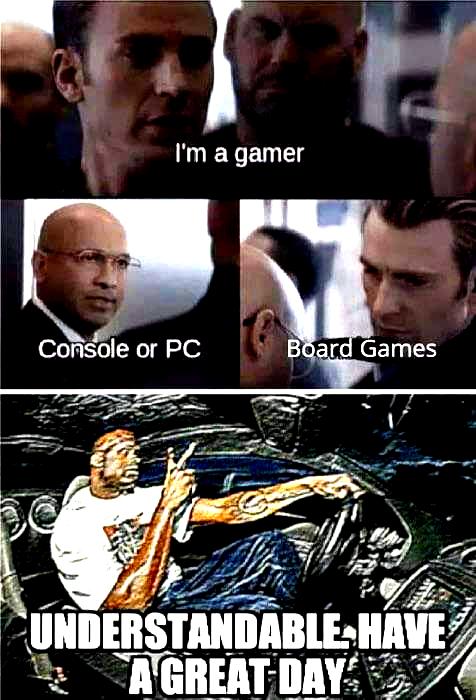 I'm a gamer
Console or PC
Board Games
UNDERSTANDABLE. HAVE
A GREAT DAY